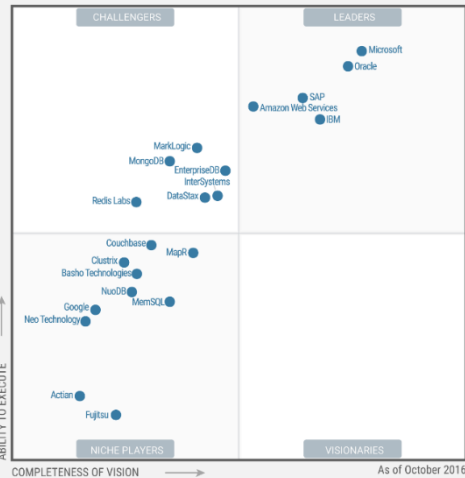 CHALLENGERS
LEADERS
Microsoft
Oracle
SAP
Amazon Web Services
IBM
MarkLogic
MongoDB
EnterpriseDB
InterSystems
DataStax
Redis Labs
Couchbase
MapR
Clustrix
Basho Technologies
NuoDB
MemSQL
Google
Neo Technology
Actian
Fujitsu
NICHE PLAYERS
VISIONARIES
ABILITY TO EXECUTE
COMPLETENESS OF VISION
As of October 2016